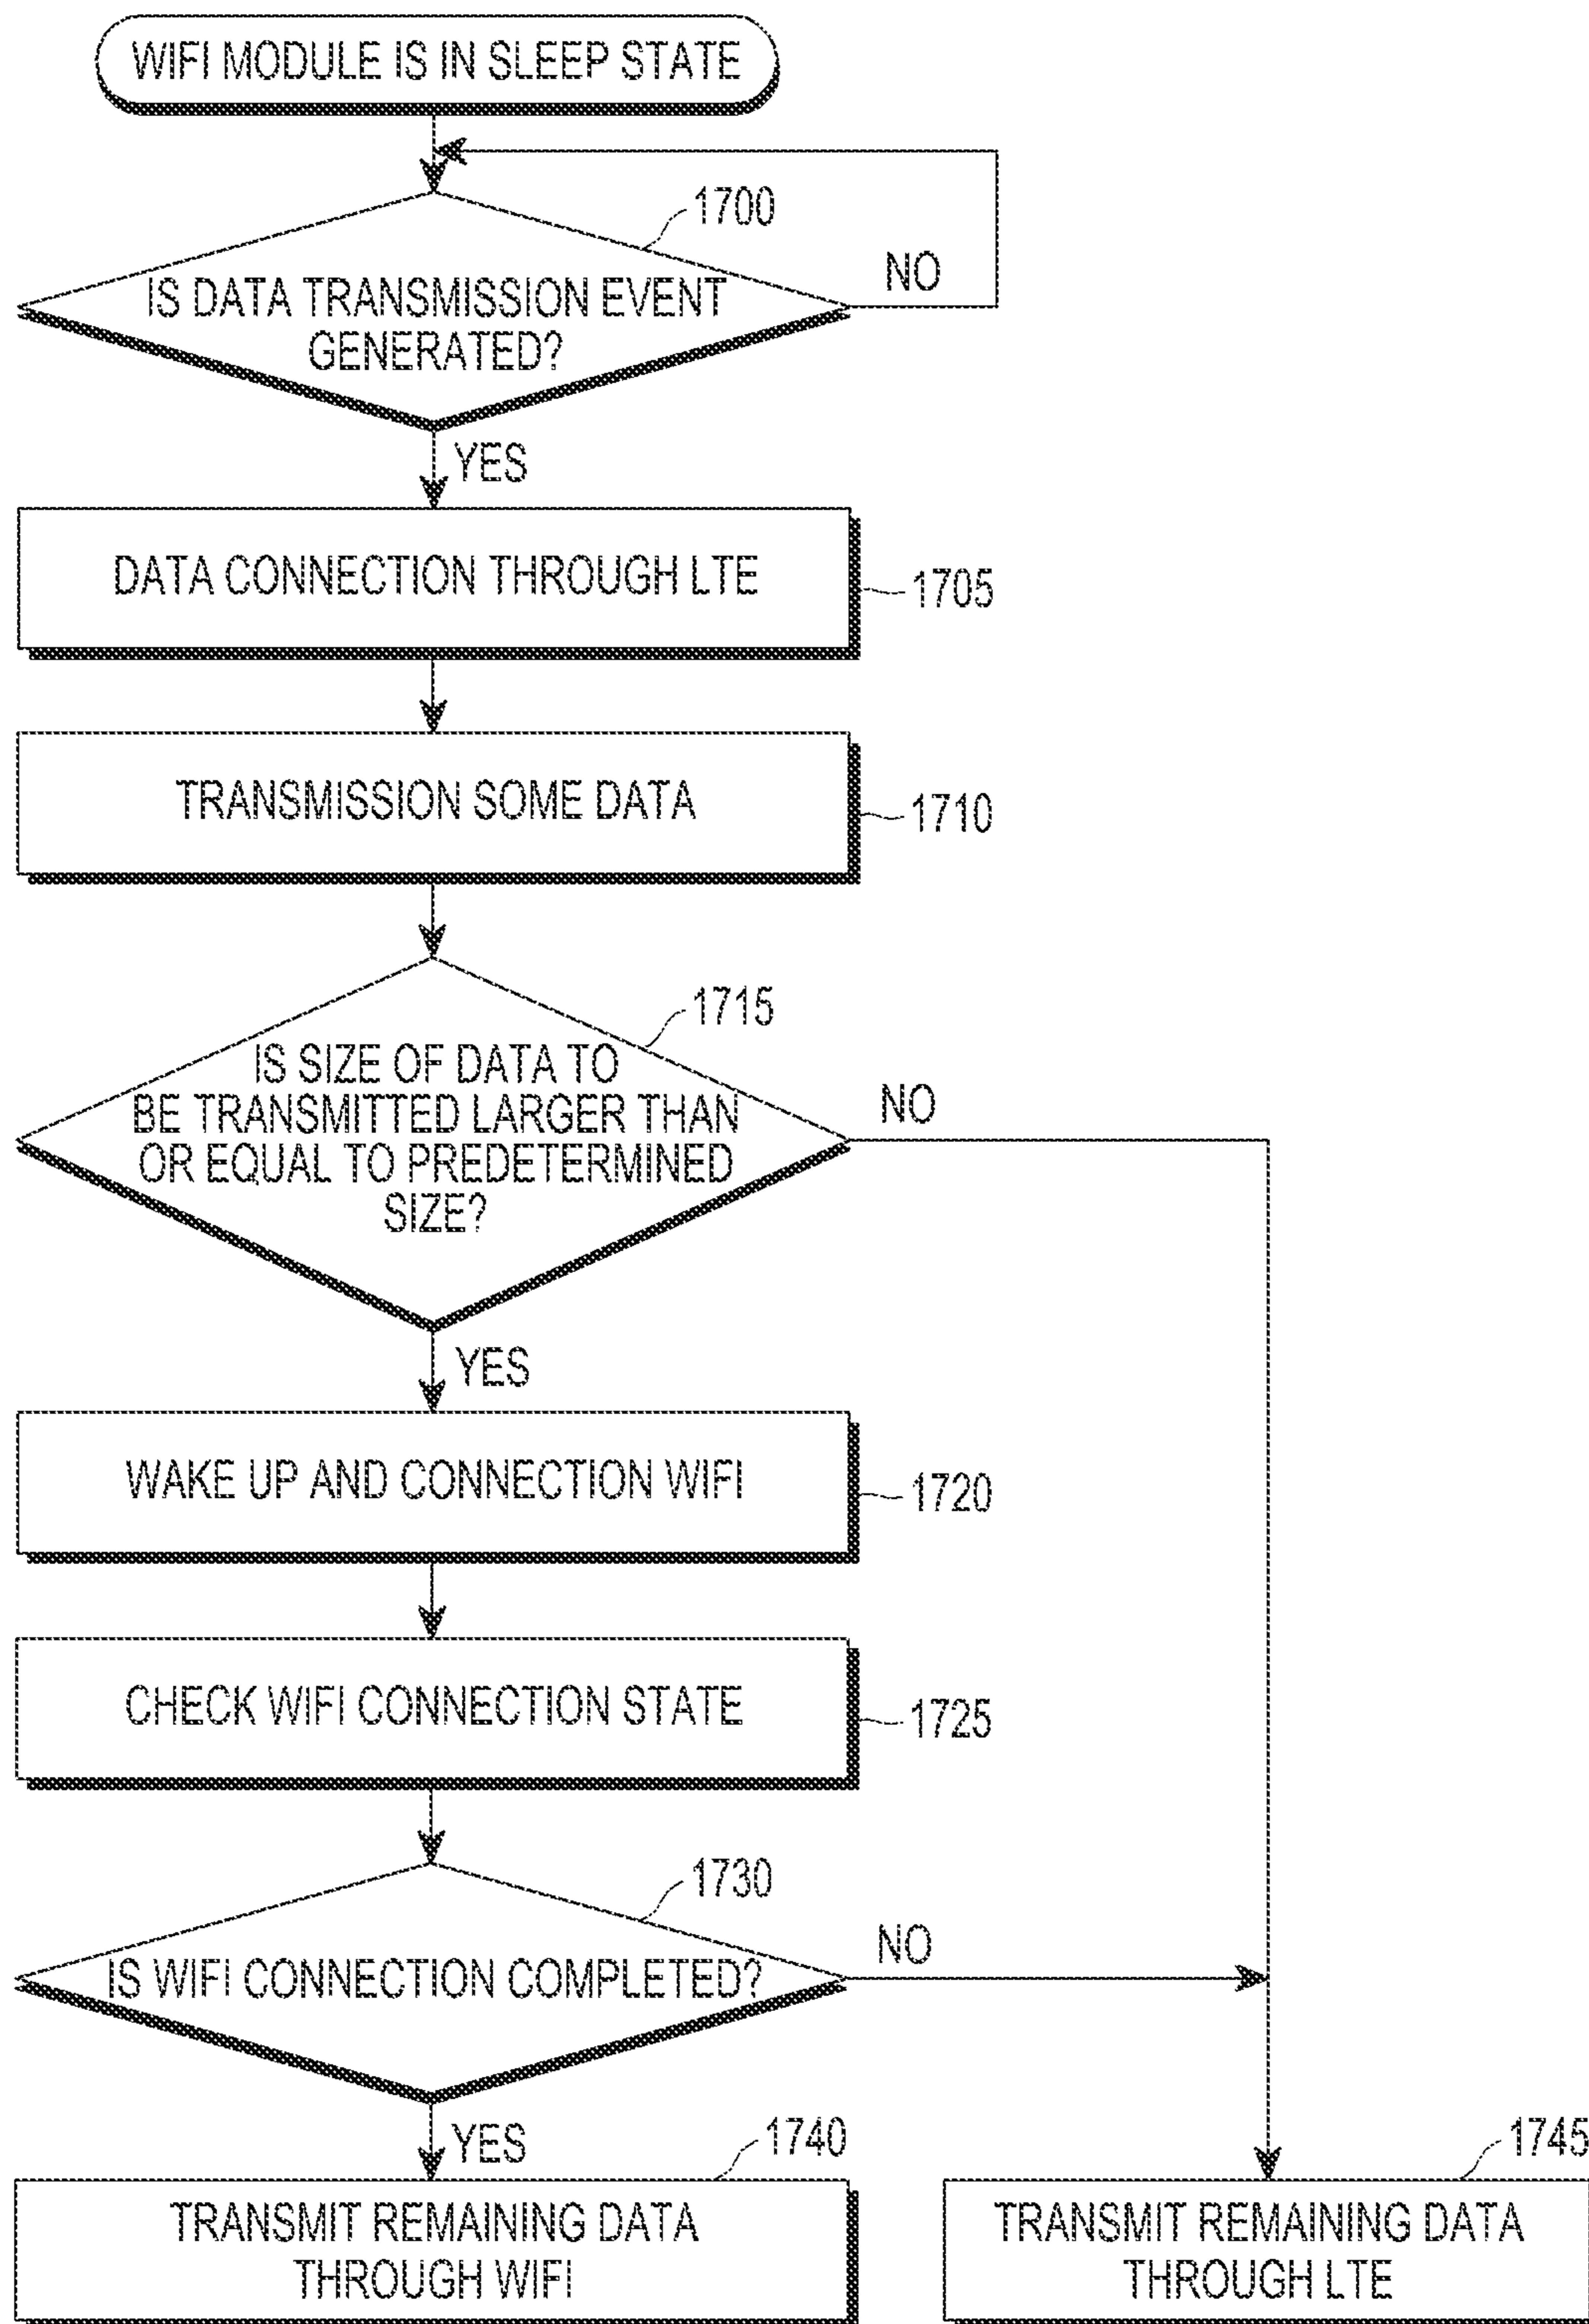 WIFI MODULE IS IN SLEEP STATE
1700
NO
IS DATA TRANSMISSION EVENT
GENERATED?
YES
DATA CONNECTION THROUGH LTE
1705
TRANSMISSION SOME DATA
1710
1715
IS SIZE OF DATA TO
BE TRANSMITTED LARGER THAN
OR EQUAL TO PREDETERMINED
SIZE?
NO
YES
WAKE UP AND CONNECTION WIFI
1720
CHECK WIFI CONNECTION STATE
1725
1730
NO
IS WIFI CONNECTION COMPLETED?
YES
1740
TRANSMIT REMAINING DATA
THROUGH WIFI
1745
TRANSMIT REMAINING DATA
THROUGH LTE